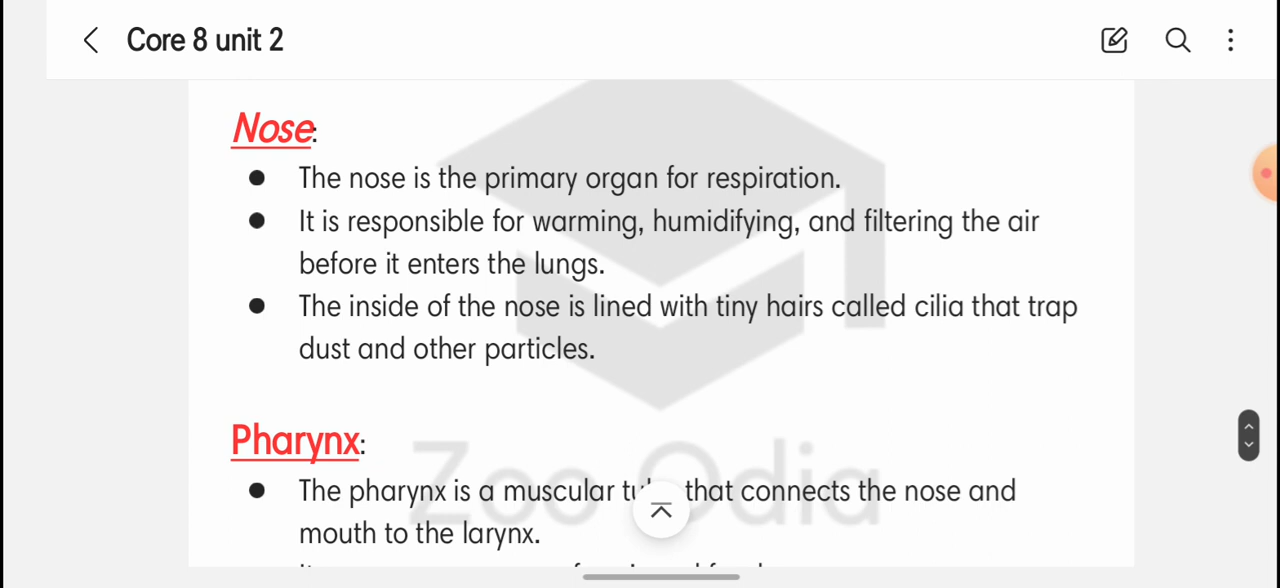 Core 8 unit 2
Nose:
● The nose is the primary organ for respiration.
● It is responsible for warming, humidifying, and filtering the air
before it enters the lungs.
● The inside of the nose is lined with tiny hairs called cilia that trap
dust and other particles.
Pharynx:
● The pharynx is a muscular that connects the nose and
mouth to the larynx.
Zoo Odia